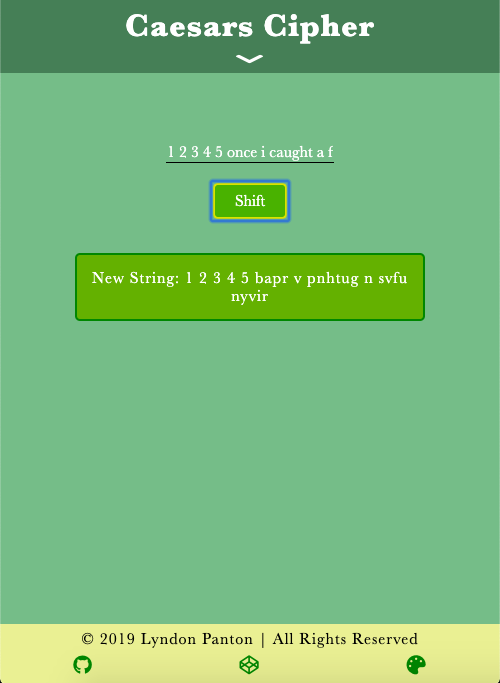 Caesars Cipher
1 2 3 4 5 once i caught a f
Shift
New String: 1 2 3 4 5 bapr v pnhtug n svfu
nyvir
© 2019 Lyndon Panton | All Rights Reserved